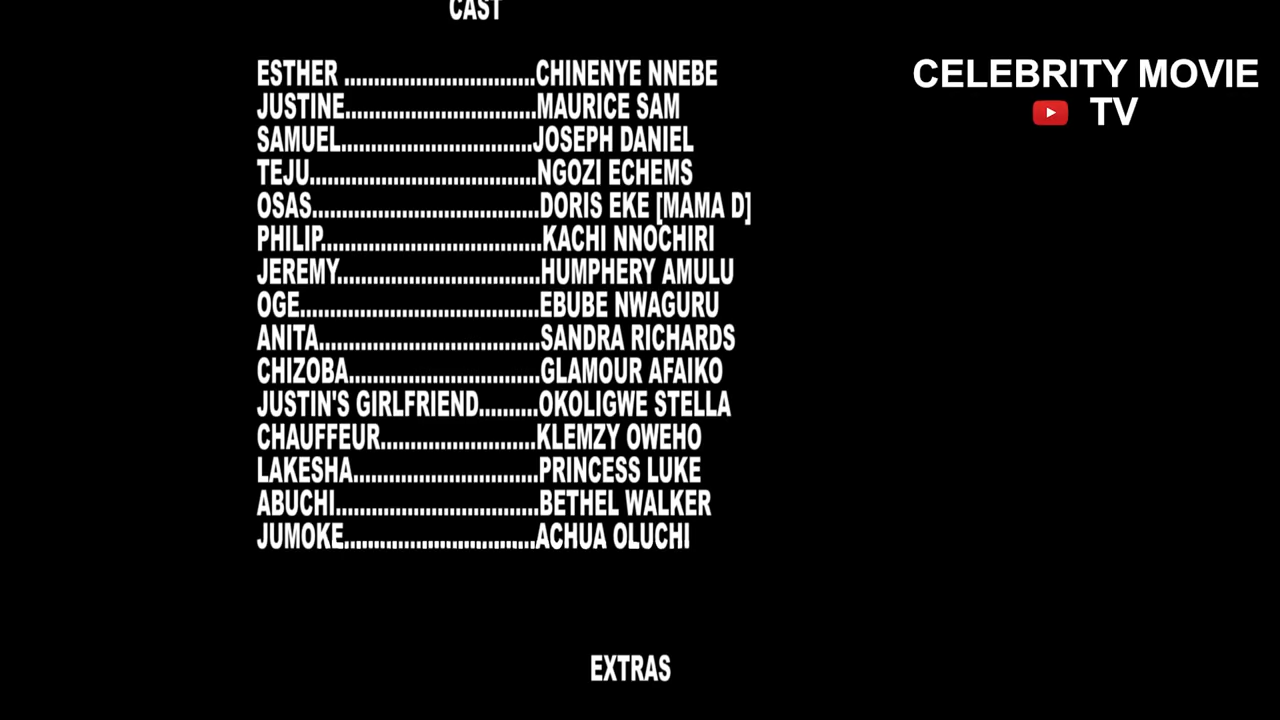 CAST
ESTHER ................................CHINENYE NNEBE
JUSTINE................................MAURICE SAM
SAMUEL................................JOSEPH DANIEL
TEJU......................................NGOZI ECHEMS
OSAS......................................DORIS EKE [MAMA D]
PHILIP.....................................KACHI NNOCHIRI
JEREMY..................................HUMPHERY AMULU
OGE........................................EBUBE NWAGURU
ANITA.....................................SANDRA RICHARDS
CHIZOBA................................GLAMOUR AFAIKO
JUSTIN'S GIRLFRIEND..........OKOLIGWE STELLA
CHAUFFEUR..........................KLEMZY OWEHO
LAKESHA...............................PRINCESS LUKE
ABUCHI..................................BETHEL WALKER
JUMOKE................................ACHUA OLUCHI
EXTRAS
CELEBRITY MOVIE
TV